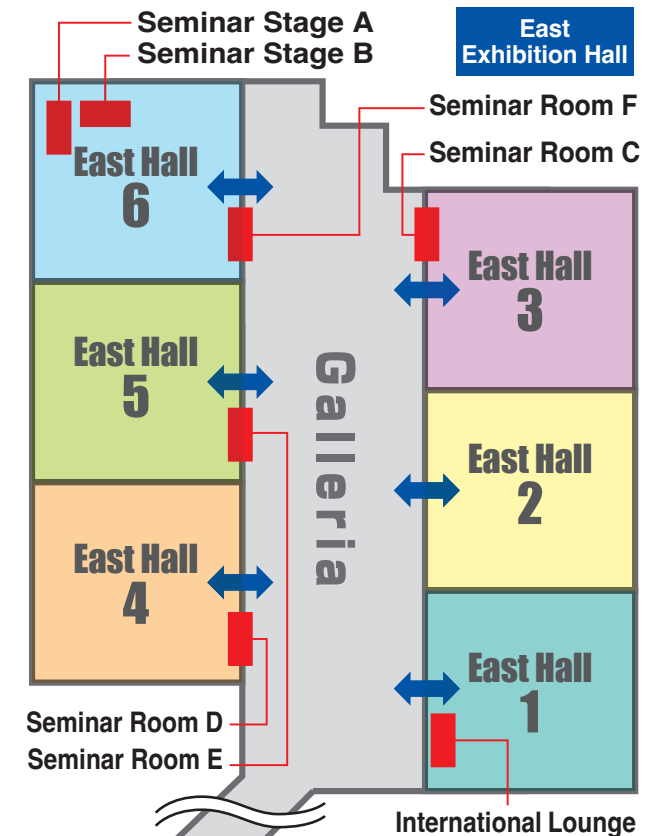 Seminar Stage A
Seminar Stage B
East
Exhibition Hall
Seminar Room F
Seminar Room C
East Hall
6
East Hall
3
East Hall
5
Galleria
East Hall
2
East Hall
4
East Hall
1
Seminar Room D
Seminar Room E
International Lounge